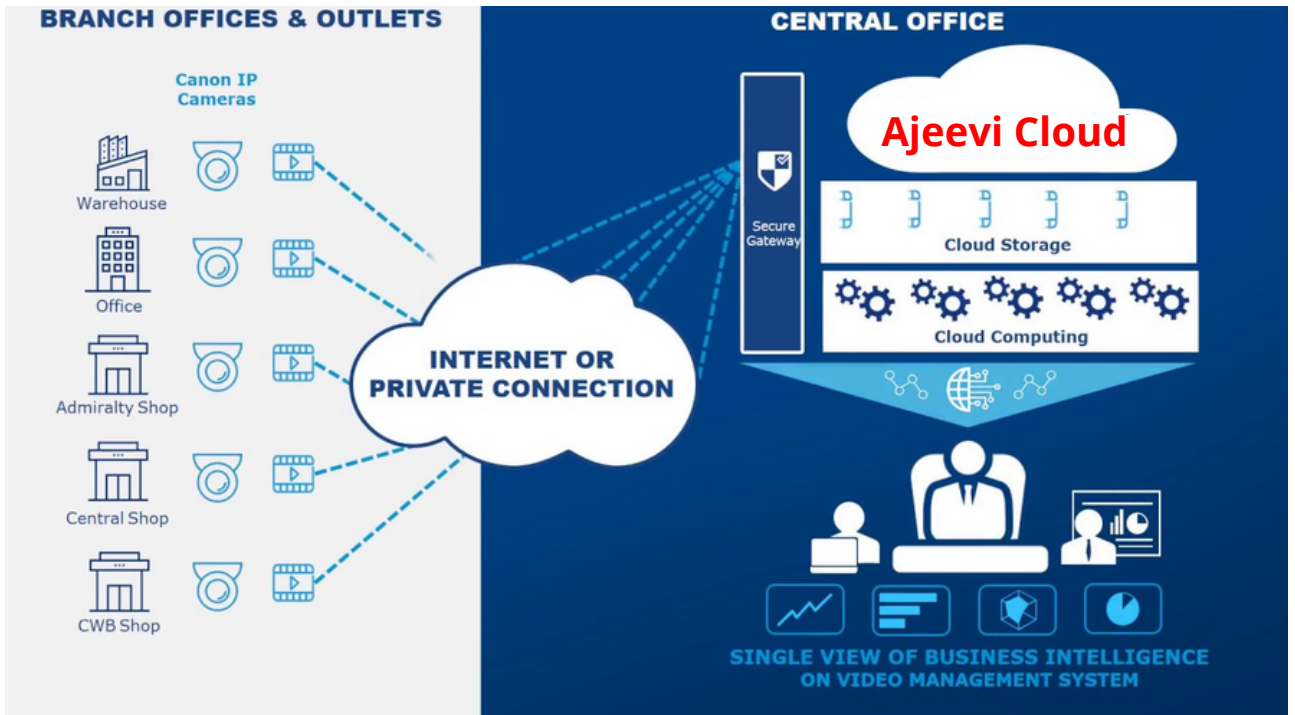 BRANCH OFFICES & OUTLETS
Canon IP
Cameras
Warehouse
Office
Admiralty Shop
Central Shop
CWB Shop
INTERNET OR
PRIVATE CONNECTION
CENTRAL OFFICE
Secure
Gateway
Ajeevi Cloud
Cloud Storage
Cloud Computing
SINGLE VIEW OF BUSINESS INTELLIGENCE
ON VIDEO MANAGEMENT SYSTEM